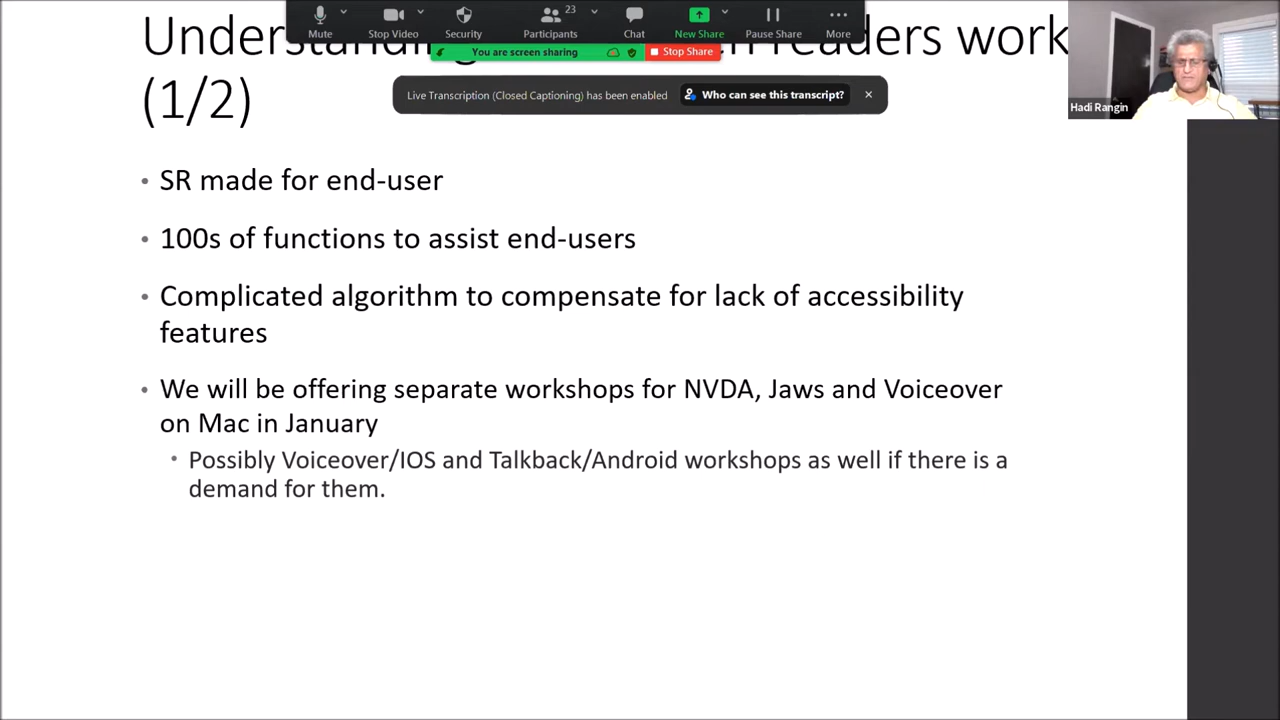 Mute
Stop Video
Security
23
Participants
Chat
New Share
Pause Share
More
You are screen sharing
Stop Share
readers work
(1/2)
Live Transcription (Closed Captioning) has been enabled
Who can see this transcript?
Hadi Rangin
• SR made for end-user
• 100s of functions to assist end-users
• Complicated algorithm to compensate for lack of accessibility
features
• We will be offering separate workshops for NVDA, Jaws and Voiceover
on Mac in January
• Possibly Voiceover/IOS and Talkback/Android workshops as well if there is a
demand for them.